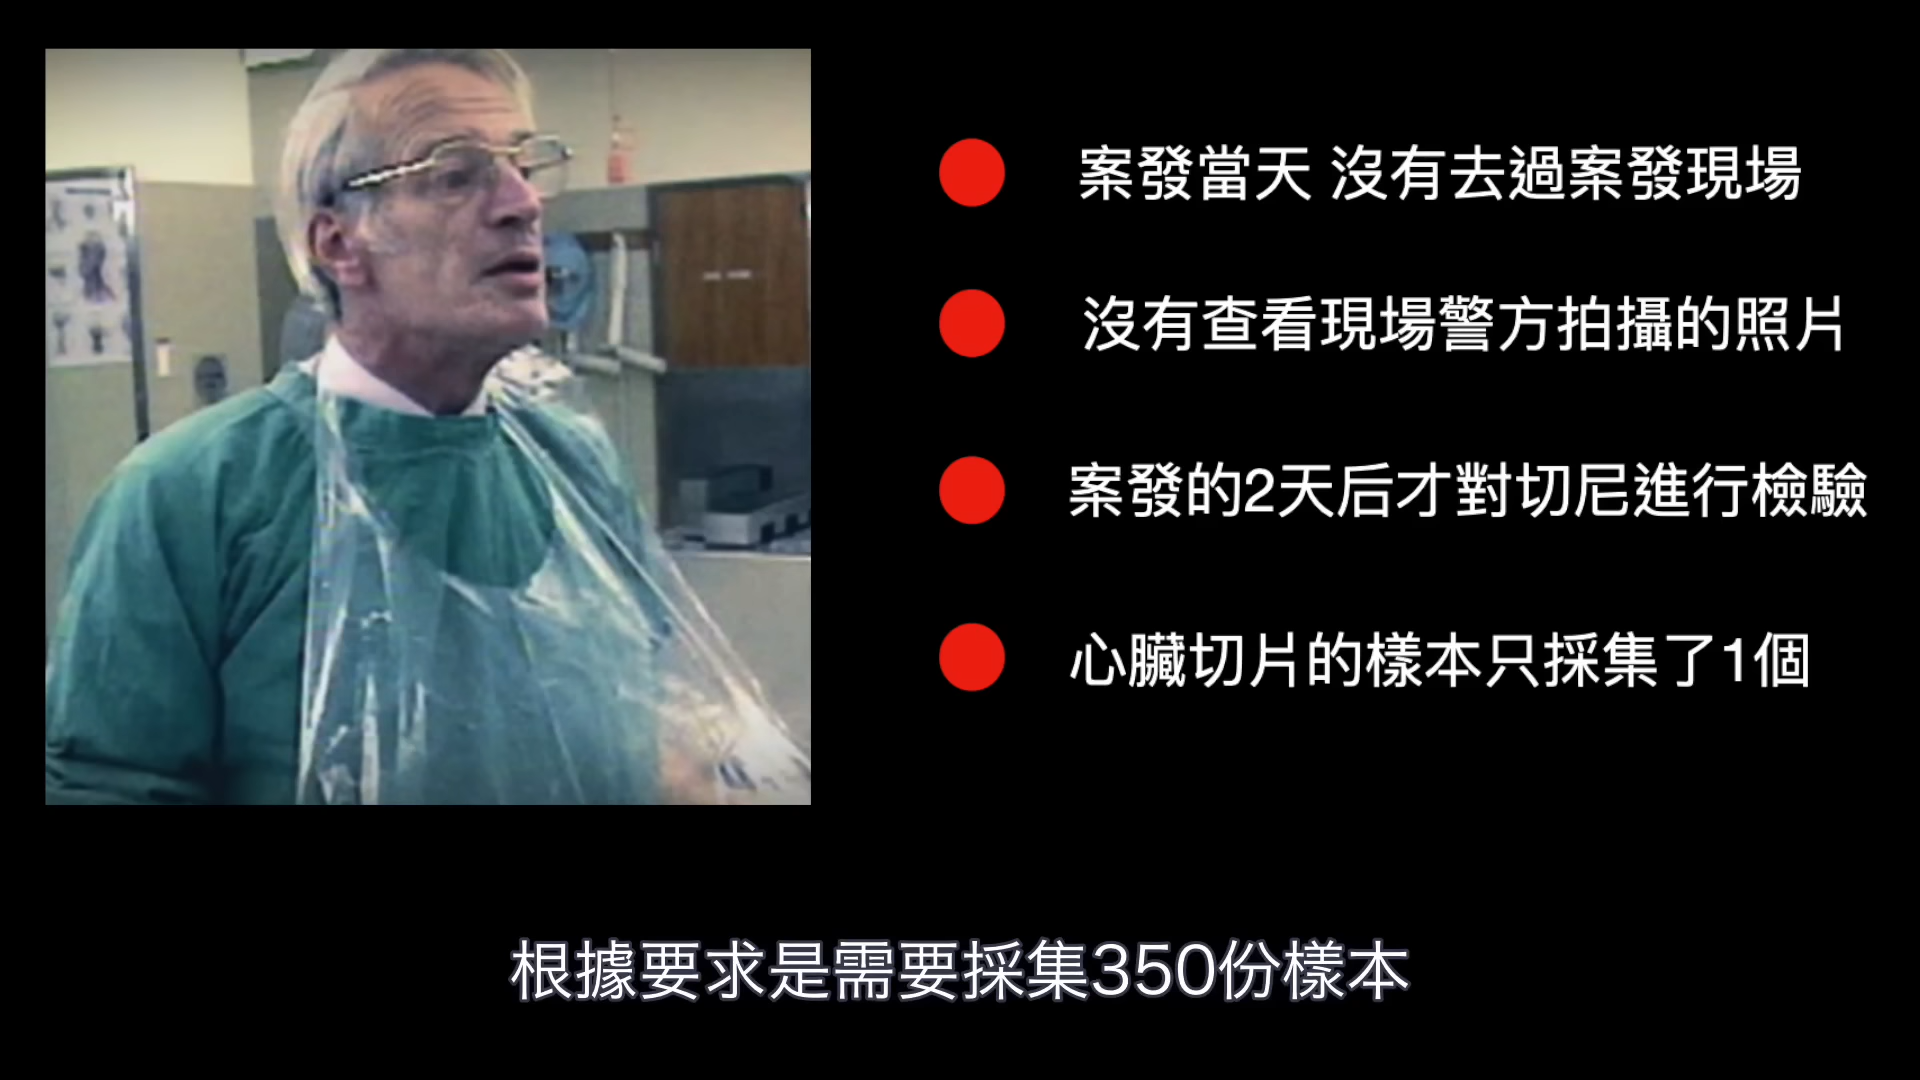 案發當天 沒有去過案發現場
沒有查看現場警方拍攝的照片
案發的2天后才對切尼進行檢驗
心臟切片的樣本只採集了1個
根據要求是需要採集350份樣本